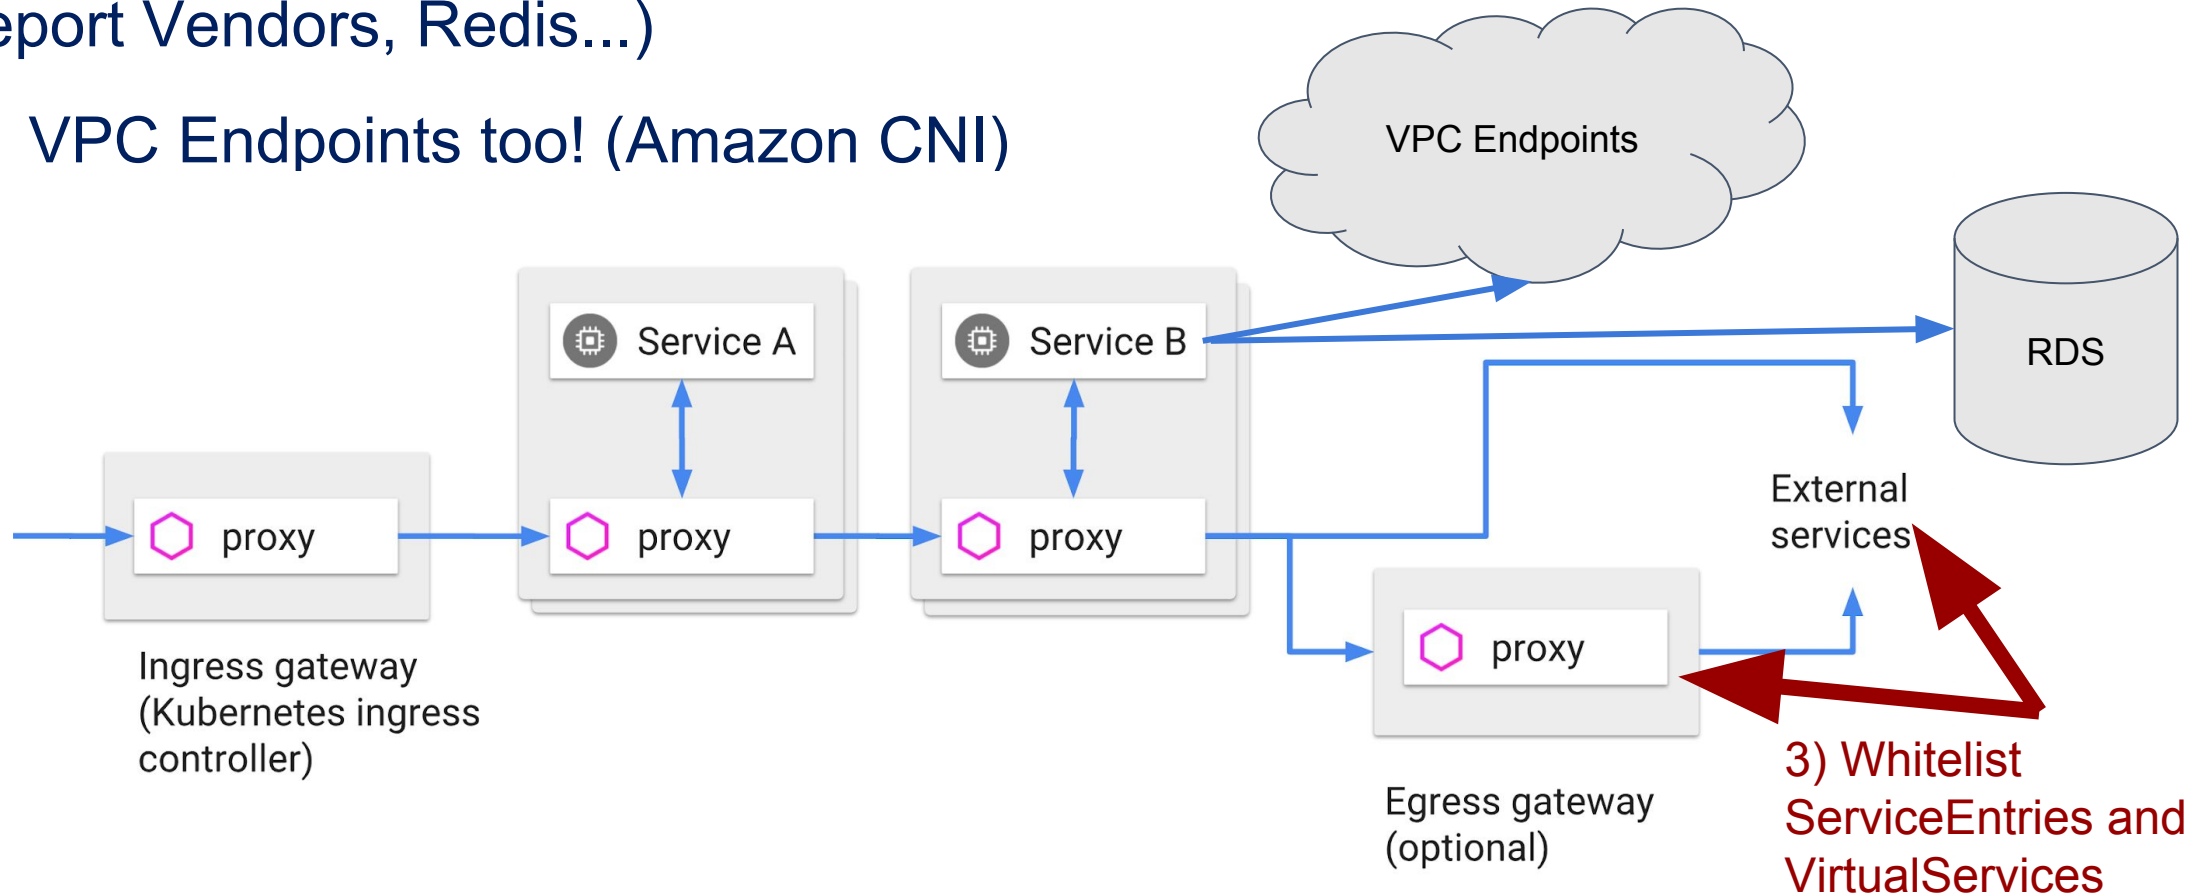 eport Vendors, Redis...)
VPC Endpoints too! (Amazon CNI)
VPC Endpoints
Service A
Service B
RDS
External
services
proxy
proxy
proxy
proxy
Ingress gateway
(Kubernetes ingress
controller)
Egress gateway
(optional)
3) Whitelist
ServiceEntries and
VirtualServices